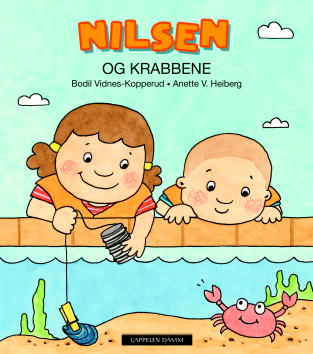 NILSEN
OG KRABBENE
Bodil Vidnes-Kopperud • Anette V. Heiberg
CAPPELEN DAMM